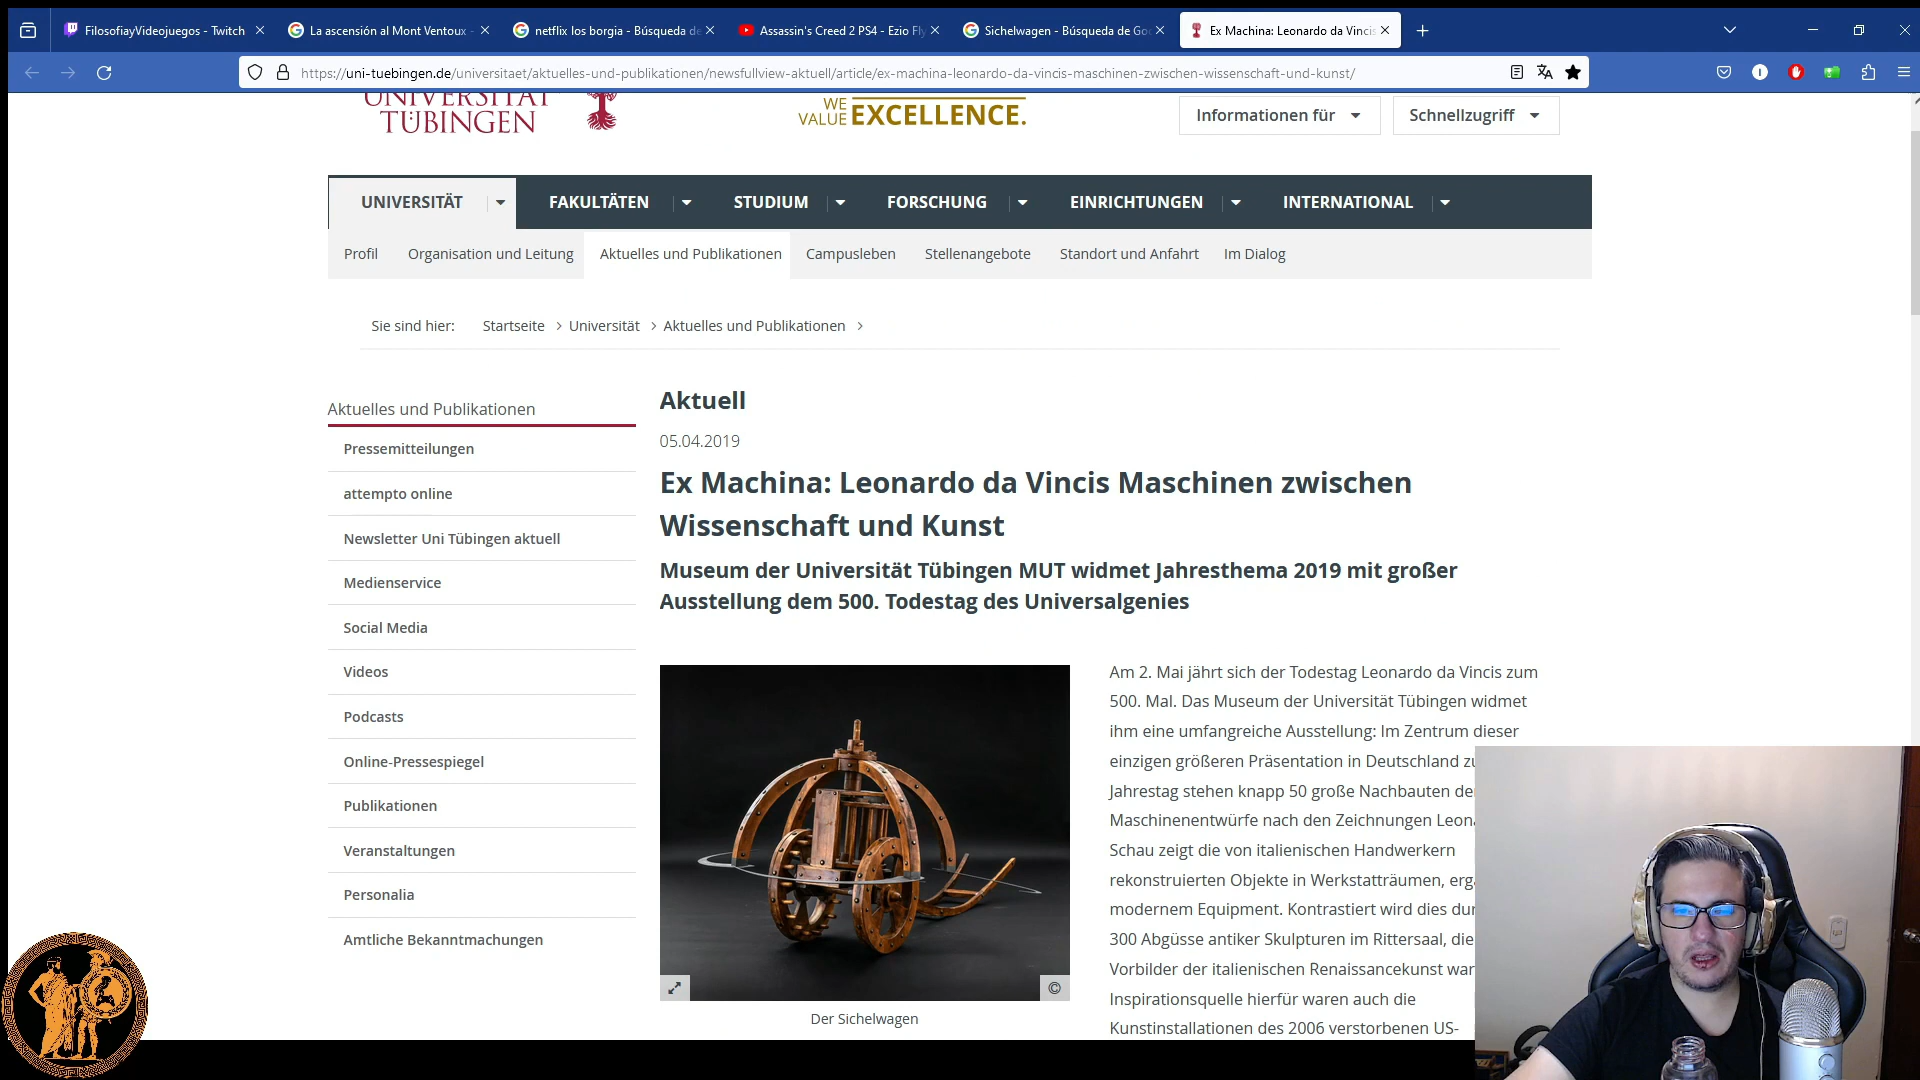 FilosofiayVideojuegos - Twitch
La ascensión al Mont Ventoux -
netflix los borgia - Búsqueda de
Assassin's Creed 2 PS4 - Ezio Fly
Sichelwagen - Búsqueda de Goo
Ex Machina: Leonardo da Vincis
https://uni-tuebingen.de/universitaet/aktuelles-und-publikationen/newsfullview-aktuell/article/ex-machina-leonardo-da-vincis-maschinen-zwischen-wissenschaft-und-kunst/
UNIVERSITÄT
TÜBINGEN
WE
VALUE EXCELLENCE.
Informationen für
Schnellzugriff
UNIVERSITÄT
FAKULTÄTEN
STUDIUM
FORSCHUNG
EINRICHTUNGEN
INTERNATIONAL
Profil
Organisation und Leitung
Aktuelles und Publikationen
Campusleben
Stellenangebote
Standort und Anfahrt
Im Dialog
Sie sind hier: Startseite > Universität > Aktuelles und Publikationen >
Aktuelles und Publikationen
Pressemitteilungen
attempto online
Newsletter Uni Tübingen aktuell
Medienservice
Social Media
Videos
Podcasts
Online-Pressespiegel
Publikationen
Veranstaltungen
Personalia
Amtliche Bekanntmachungen
Aktuell
05.04.2019
Ex Machina: Leonardo da Vincis Maschinen zwischen
Wissenschaft und Kunst
Museum der Universität Tübingen MUT widmet Jahresthema 2019 mit großer
Ausstellung dem 500. Todestag des Universalgenies
©
Der Sichelwagen
Am 2. Mai jährt sich der Todestag Leonardo da Vincis zum
500. Mal. Das Museum der Universität Tübingen widmet
ihm eine umfangreiche Ausstellung: Im Zentrum dieser
einzigen größeren Präsentation in Deutschland zu
Jahrestag stehen knapp 50 große Nachbauten de
Maschinenentwürfe nach den Zeichnungen Leon
Schau zeigt die von italienischen Handwerkern
rekonstruierten Objekte in Werkstatträumen, erg
modernem Equipment. Kontrastiert wird dies du
300 Abgüsse antiker Skulpturen im Rittersaal, die
Vorbilder der italienischen Renaissancekunst war
Inspirationsquelle hierfür waren auch die
Kunstinstallationen des 2006 verstorbenen US-